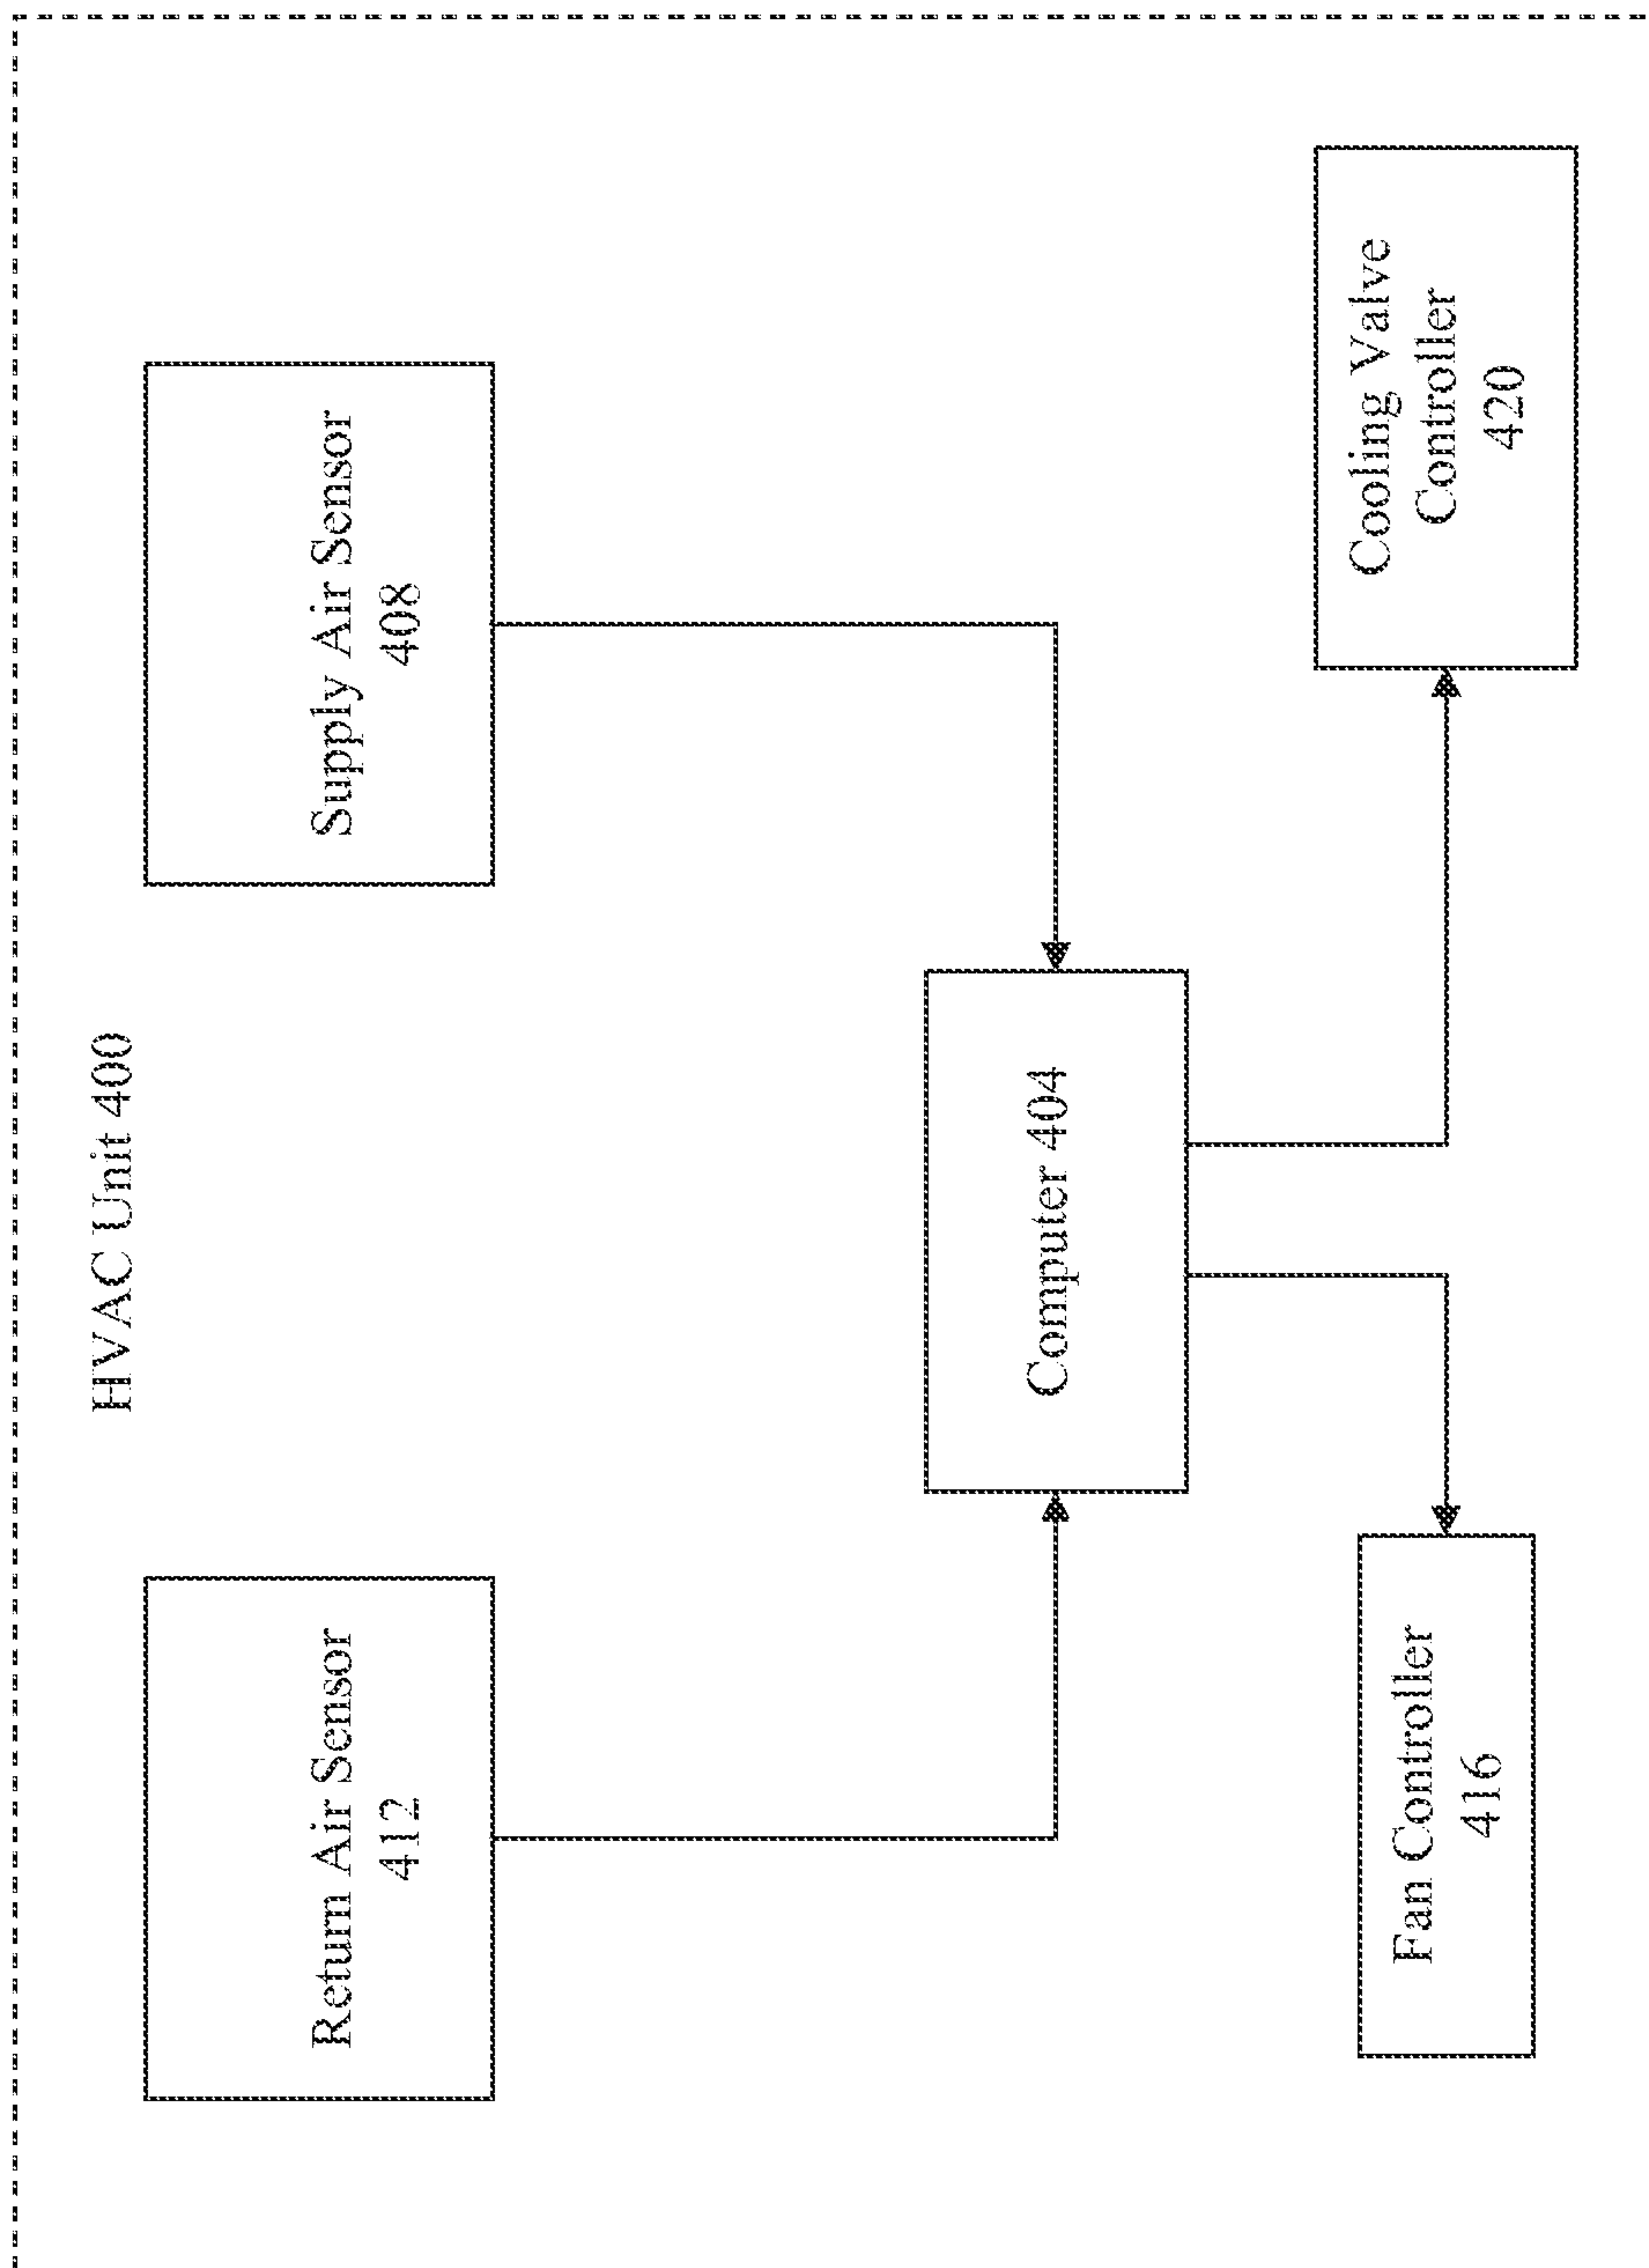 HVAC Unit 400
Return Air Sensor
412
Supply Air Sensor
408
Computer 404
Fan Controller
416
Cooling Valve
Controller
420